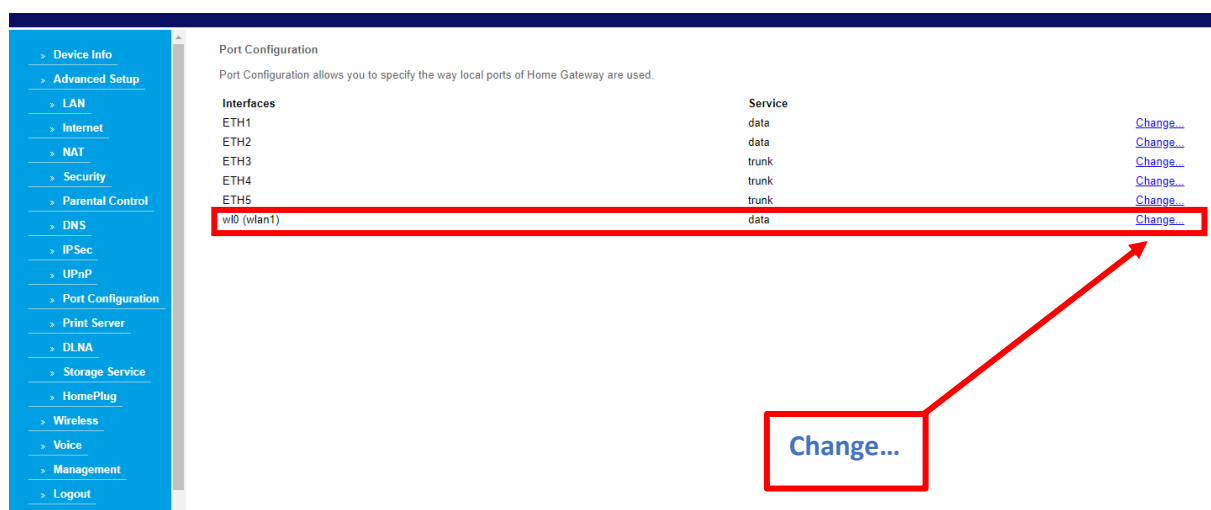 » Device Info
» Advanced Setup
» LAN
» Internet
» NAT
» Security
» Parental Control
» DNS
» IPSec
» UPnP
» Port Configuration
» Print Server
» DLNA
» Storage Service
» HomePlug
» Wireless
» Voice
» Management
» Logout
Port Configuration
Port Configuration allows you to specify the way local ports of Home Gateway are used.
Interfaces Service
ETH1 data Change...
ETH2 data Change...
ETH3 trunk Change...
ETH4 trunk Change...
ETH5 trunk Change...
wl0 (wlan1) data Change...
Change...